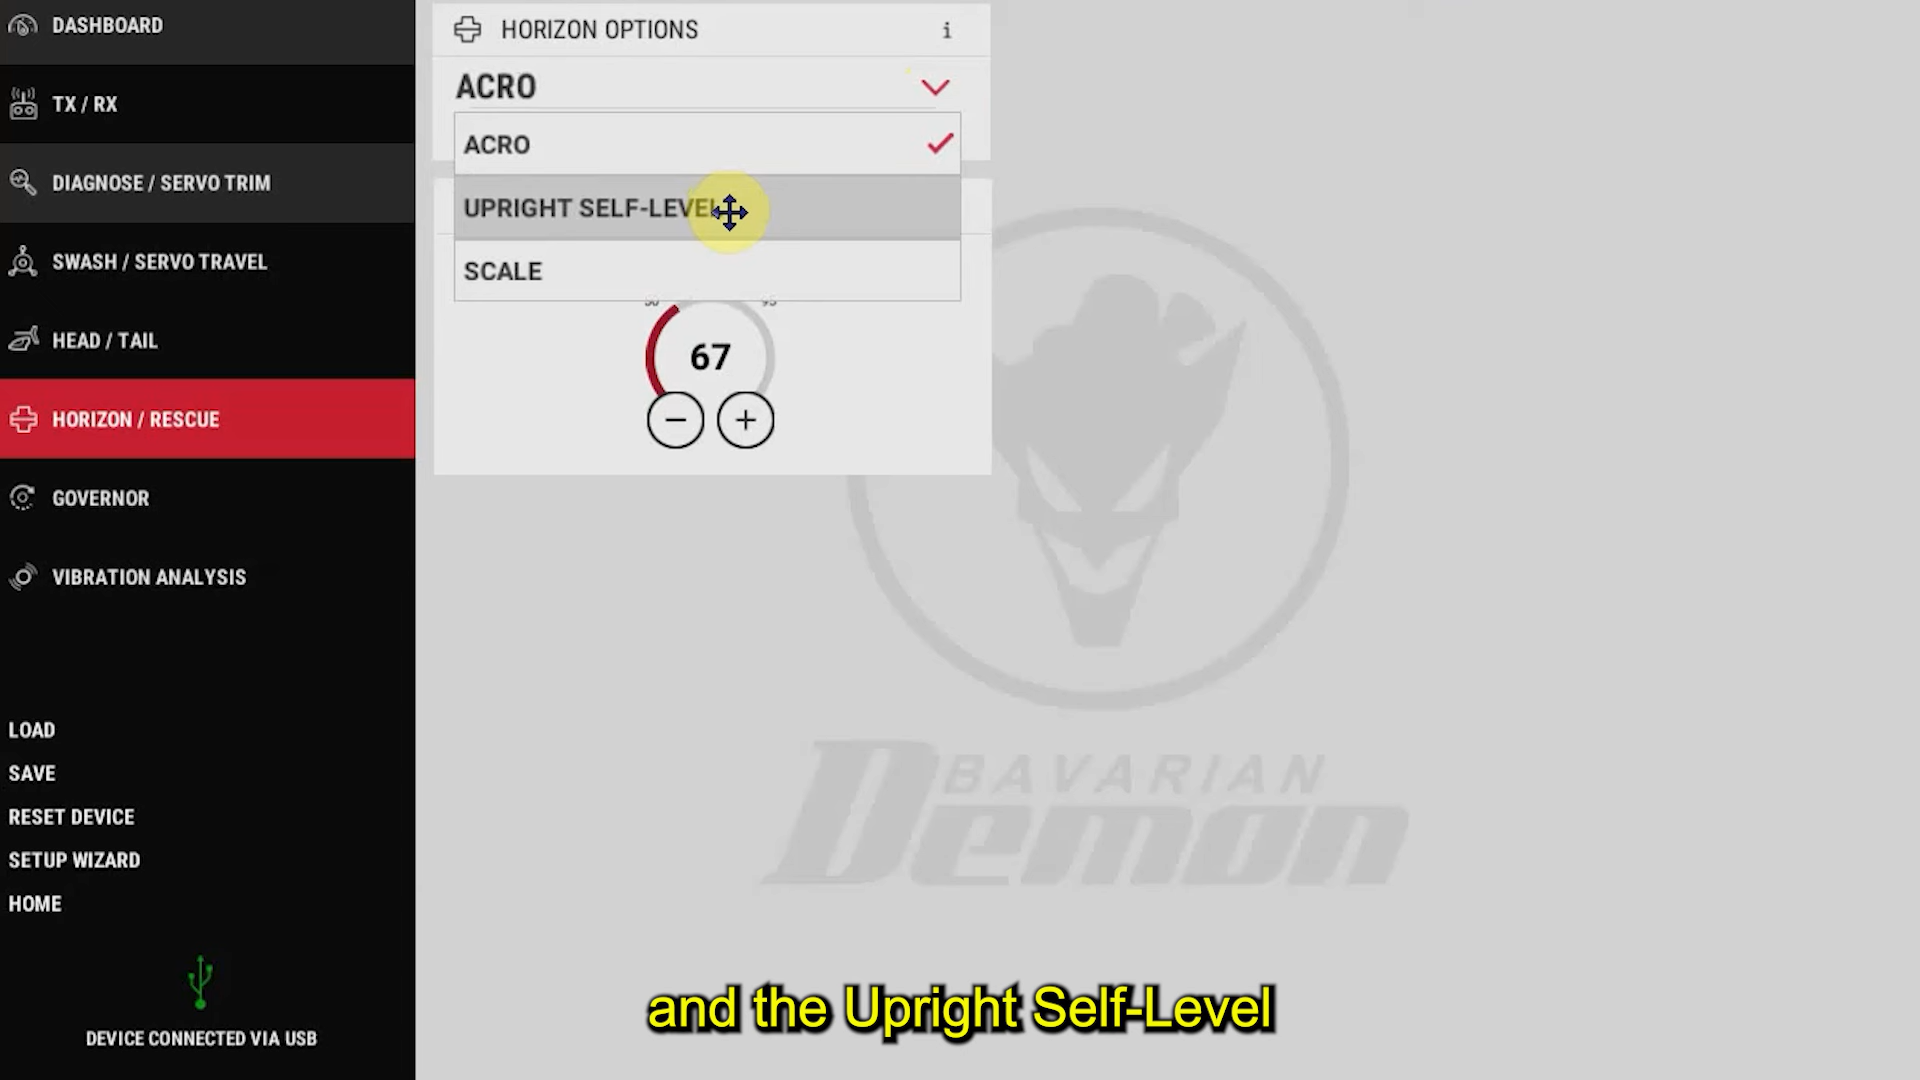 DASHBOARD
TX / RX
DIAGNOSE / SERVO TRIM
SWASH / SERVO TRAVEL
HEAD / TAIL
HORIZON / RESCUE
GOVERNOR
VIBRATION ANALYSIS
LOAD
SAVE
RESET DEVICE
SETUP WIZARD
HOME
DEVICE CONNECTED VIA USB
HORIZON OPTIONS i
ACRO
ACRO
UPRIGHT SELF-LEVEL
SCALE
67
BAVARIAN
Demon
and the Upright Self-Level